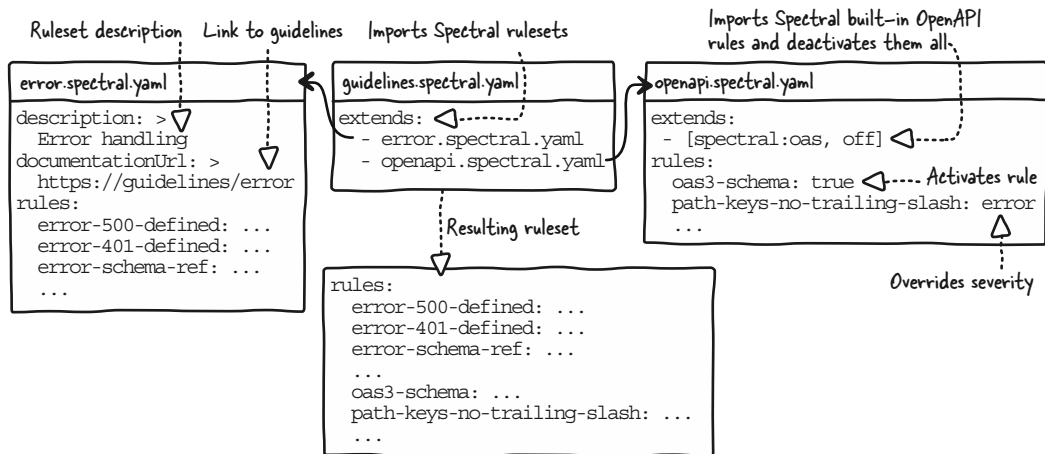 Ruleset description
Link to guidelines
Imports Spectral rulesets
Imports Spectral built-in OpenAPI
rules and deactivates them all
error.spectral.yaml
description: >
Error handling
documentationUrl: >
https://guidelines/error
rules:
error-500-defined: ...
error-401-defined: ...
error-schema-ref: ...
...
guidelines.spectral.yaml
extends:
- error.spectral.yaml
- openapi.spectral.yaml
openapi.spectral.yaml
extends:
- [spectral:oas, off]
rules:
oas3-schema: true
Activates rule
path-keys-no-trailing-slash: error
...
Overrides severity
Resulting ruleset
rules:
error-500-defined: ...
error-401-defined: ...
error-schema-ref: ...
...
oas3-schema: ...
path-keys-no-trailing-slash: ...
...